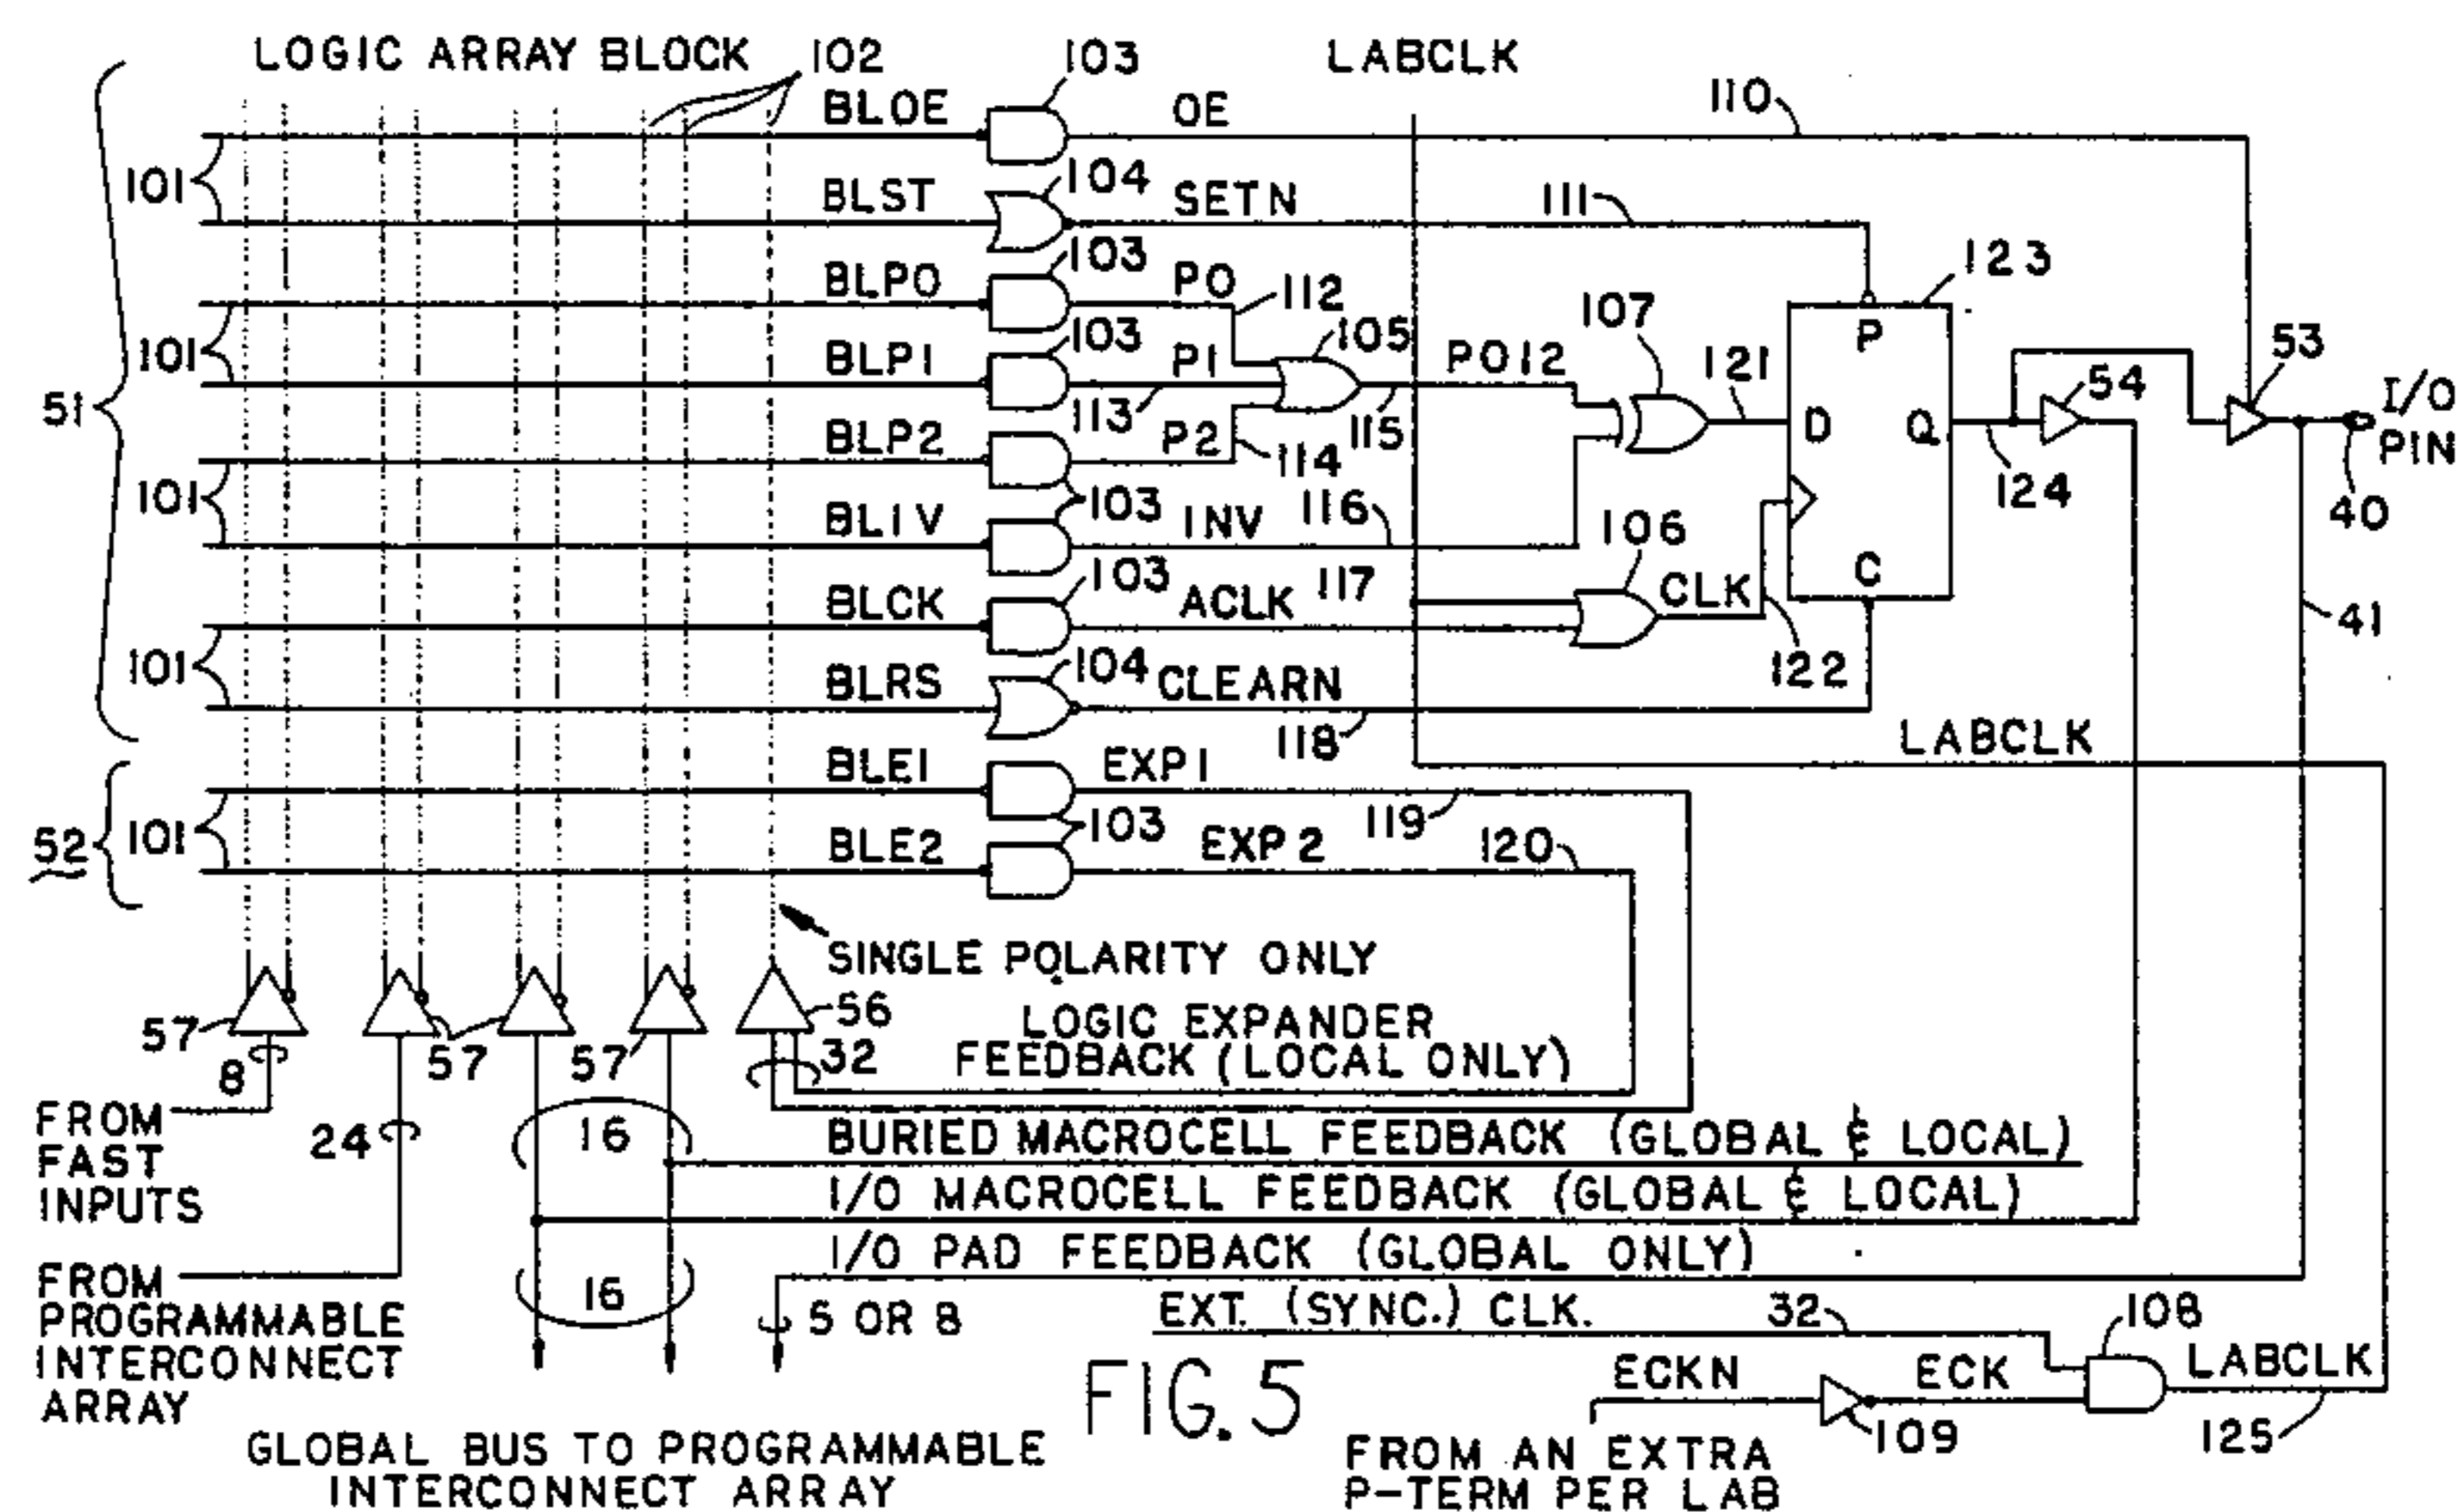 LOGIC ARRAY BLOCK
102
103
LABCLK
BLOE
OE
110
101
BLST
104
SETN
111
BLPO
103
PO
112
123
107
101
BLP1
103
P1
105
PO12
121
P
53
51
113
54
I/O
PIN
BLP2
P2
115
D
Q
114
124
101
103
BLIV
INV
116
106
40
BLCK
103
ACLK
117
CLK
C
41
101
BLRS
104
CLEARN
122
118
LABCLK
BLE1
EXP1
52
101
103
119
BLE2
EXP2
120
SINGLE POLARITY ONLY
56
57
57
57
32
LOGIC EXPANDER
FEEDBACK (LOCAL ONLY)
8
FROM
FAST
INPUTS
24
16
BURIED MACROCELL FEEDBACK (GLOBAL & LOCAL)
I/O MACROCELL FEEDBACK (GLOBAL & LOCAL)
I/O PAD FEEDBACK (GLOBAL ONLY)
FROM
PROGRAMMABLE
INTERCONNECT
ARRAY
16
5 OR 8
EXT. (SYNC.) CLK.
32
108
ECKN
ECK
LABCLK
FIG. 5
109
125
GLOBAL BUS TO PROGRAMMABLE
INTERCONNECT ARRAY
FROM AN EXTRA
P-TERM PER LAB